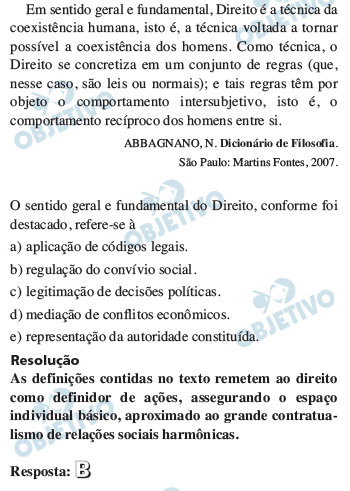 Em sentido geral e fundamental, Direito é a técnica da
coexistência humana, isto é, a técnica voltada a tornar
possível a coexistência dos homens. Como técnica, o
Direito se concretiza em um conjunto de regras (que,
nesse caso, são leis ou normais); e tais regras têm por
objeto o comportamento intersubjetivo, isto é, o
comportamento recíproco dos homens entre si.
ABBAGNANO, N. Dicionário de Filosofia.
São Paulo: Martins Fontes, 2007.
O sentido geral e fundamental do Direito, conforme foi
destacado, refere-se à
a) aplicação de códigos legais.
b) regulação do convívio social.
c) legitimação de decisões políticas.
d) mediação de conflitos econômicos.
e) representação da autoridade constituída.
Resolução
As definições contidas no texto remetem ao direito
como definidor de ações, assegurando o espaço
individual básico, aproximado ao grande contratua-
lismo de relações sociais harmônicas.
Resposta: B
OBJETIVO
OBJETIVO
OBJETIVO
OBJETIVO